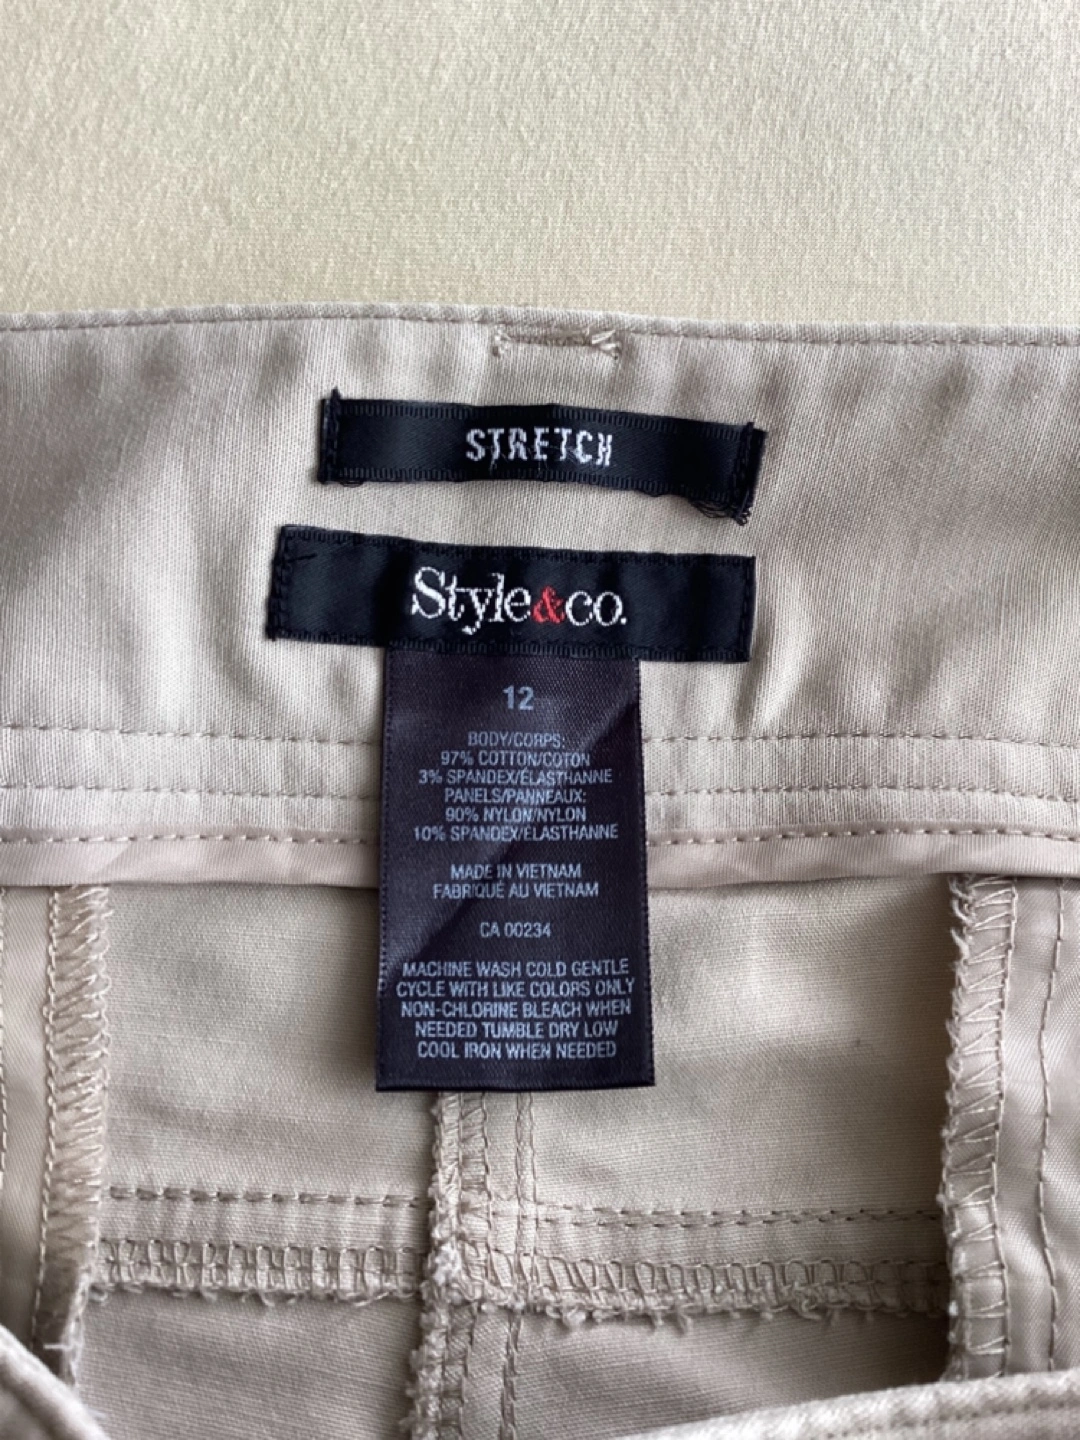 STRETCH
Style&co.
12
BODY/CORPS:
97% COTTON/COTON
3% SPANDEX/ÉLASTHANNE
PANELS/PANNEAUX:
90% NYLON/NYLON
10% SPANDEX/ÉLASTHANNE
MADE IN VIETNAM
FABRIQUÉ AU VIETNAM
CA 00234
MACHINE WASH COLD GENTLE
CYCLE WITH LIKE COLORS ONLY
NON-CHLORINE BLEACH WHEN
NEEDED TUMBLE DRY LOW
COOL IRON WHEN NEEDED